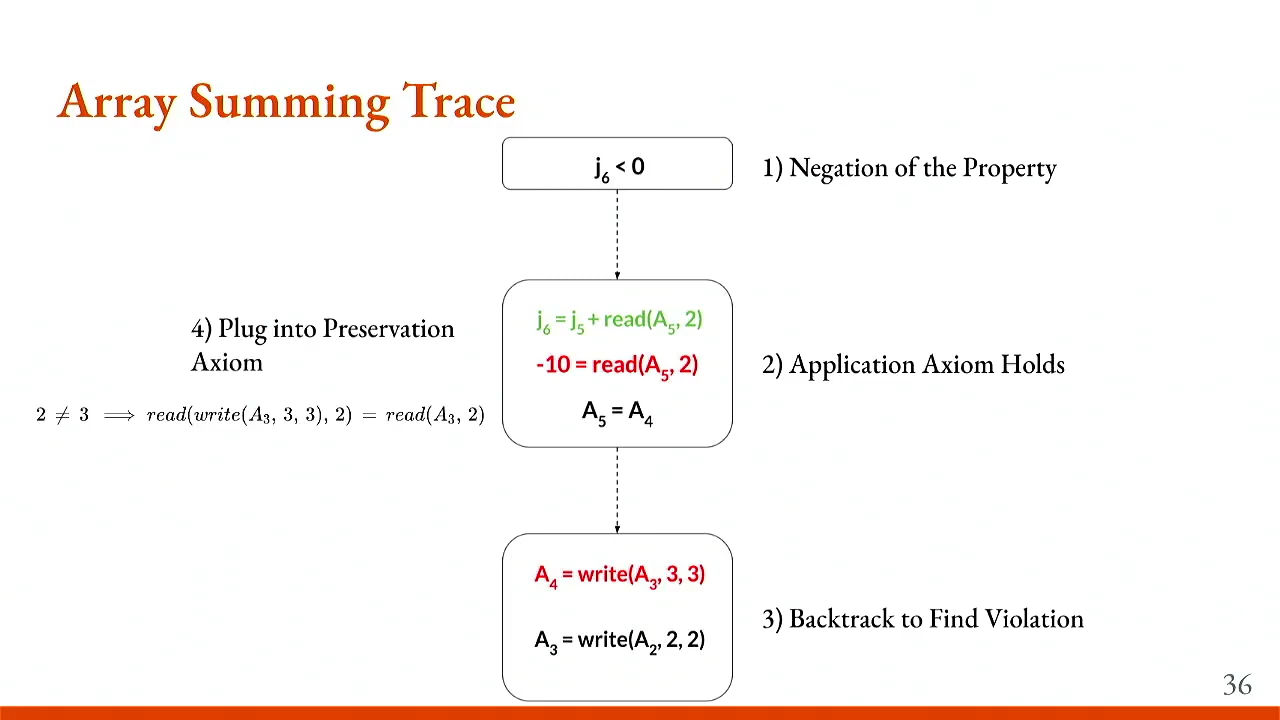 Array Summing Trace
j₆ < 0
1) Negation of the Property
j₆ = j₅ + read(A₅, 2)
-10 = read(A₅, 2)
A₅ = A₄
2) Application Axiom Holds
4) Plug into Preservation
Axiom
2 ≠ 3 ⟹ read(write(A₃, 3, 3), 2) = read(A₃, 2)
A₄ = write(A₃, 3, 3)
A₃ = write(A₂, 2, 2)
3) Backtrack to Find Violation
36